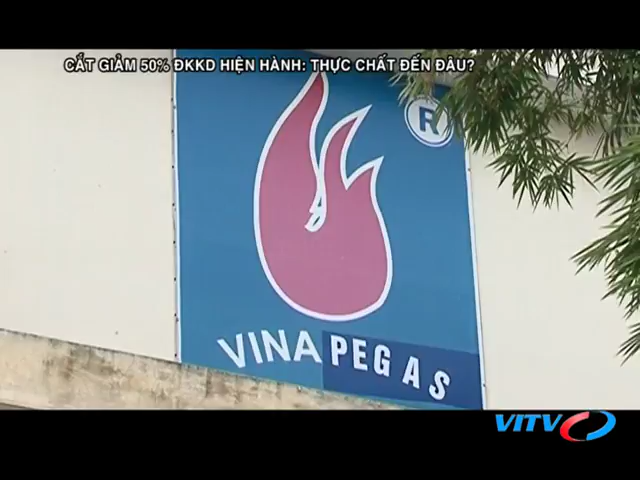 CẮT GIẢM 50% ĐKKD HIỆN HÀNH: THỰC CHẤT ĐẾN ĐÂU?
R
VINA PEGAS
VITV